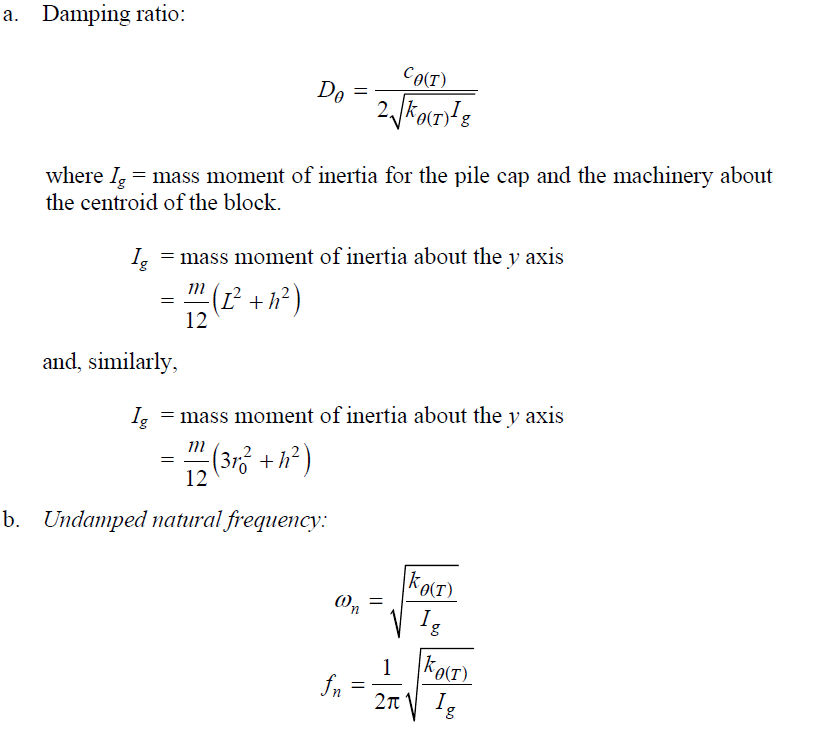 a. Damping ratio:
D_θ = c_θ(T) / (2√(k_θ(T) I_g))
where I_g = mass moment of inertia for the pile cap and the machinery about
the centroid of the block.
I_g = mass moment of inertia about the y axis
= m/12 (L² + h²)
and, similarly,
I_g = mass moment of inertia about the y axis
= m/12 (3r₀² + h²)
b. Undamped natural frequency:
ω_n = √(k_θ(T) / I_g)
f_n = 1/(2π) √(k_θ(T) / I_g)